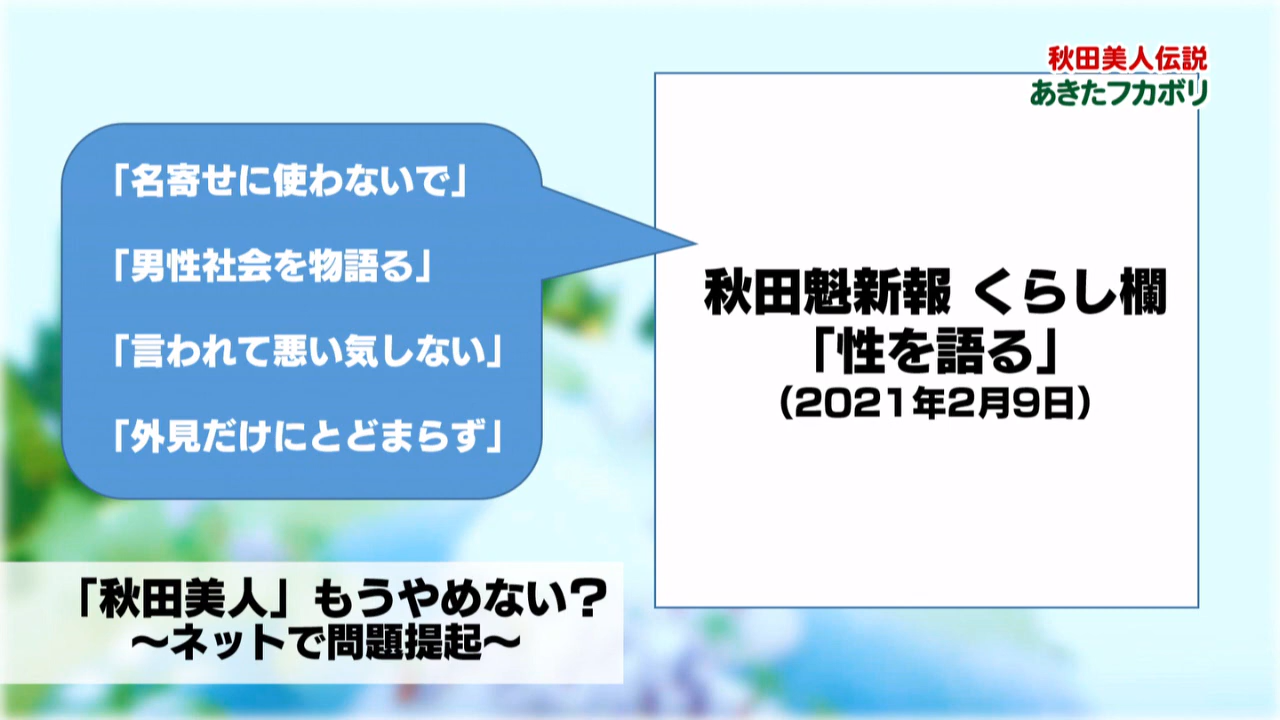 秋田美人伝説
あきたフカボリ
「名寄せに使わないで」
「男性社会を物語る」
「言われて悪い気しない」
「外見だけにとどまらず」
秋田魁新報 くらし欄
「性を語る」
（2021年2月9日）
「秋田美人」もうやめない？
～ネットで問題提起～